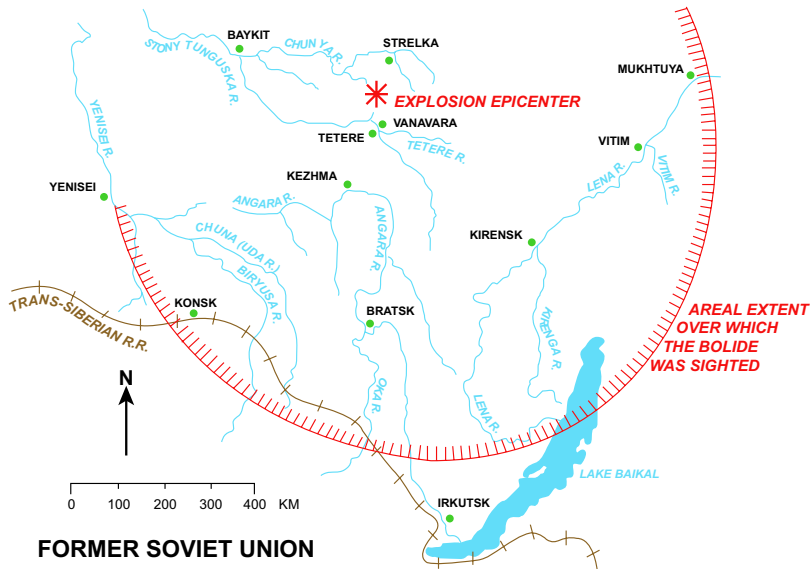 BAYKIT
STONY TUNGUSKA R.
CHUN YA R.
STRELKA
MUKHTUYA
EXPLOSION EPICENTER
YENISEI R.
VANAVARA
TETERE
TETERE R.
VITIM
VITIM R.
LENA R.
KEZHMA
YENISEI
ANGARA R.
ANGARA R.
CHUNA (UDA R.)
BIRYUSA R.
KIRENSK
KONSK
TRANS-SIBERIAN R.R.
BRATSK
KIRENGA R.
AREAL EXTENT
OVER WHICH
THE BOLIDE
WAS SIGHTED
OKA R.
LENA R.
N
LAKE BAIKAL
0 100 200 300 400 KM
IRKUTSK
FORMER SOVIET UNION